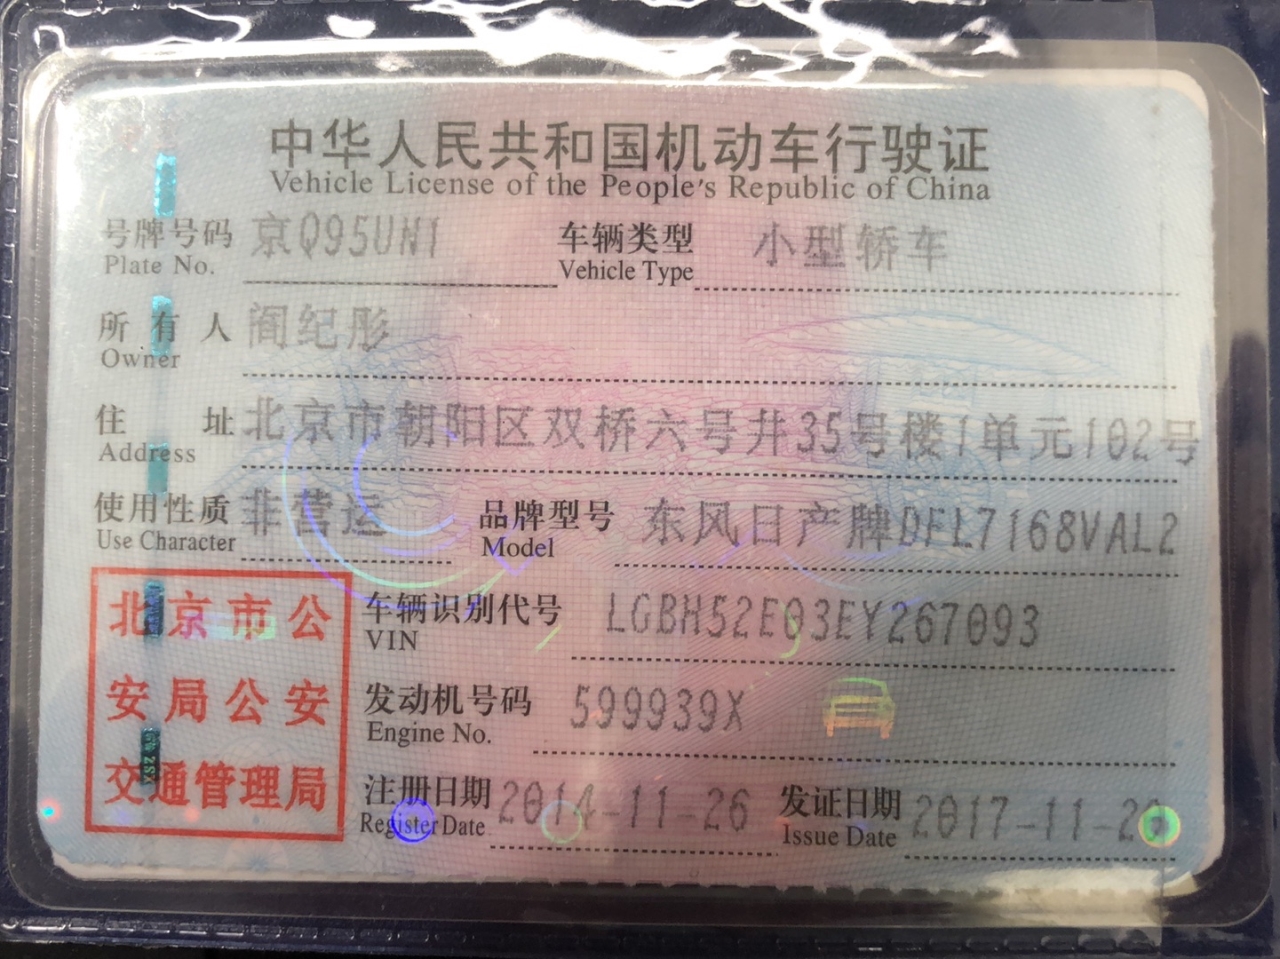 中华人民共和国机动车行驶证
Vehicle License of the People's Republic of China
号牌号码 京Q95UN1 车辆类型 小型轿车
Plate No. Vehicle Type
所有人 阎纪彤
Owner
住址 北京市朝阳区双桥六号井35号楼1单元102号
Address
使用性质 非营运 品牌型号 东风日产牌DFL7168VAL2
Use Character Model
北京市公
安局公安
交通管理局
车辆识别代号 LGBH52E03EY267093
VIN
发动机号码 599939X
Engine No.
注册日期 2014-11-26 发证日期 2017-11-2
Register Date Issue Date